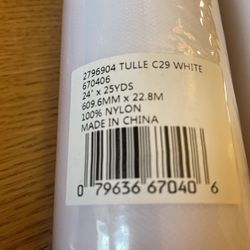 2796904 TULLE C29 WHITE
670406
24" x 25YDS
609.6MM x 22.8M
100% NYLON
MADE IN CHINA
0 79636 67040 6